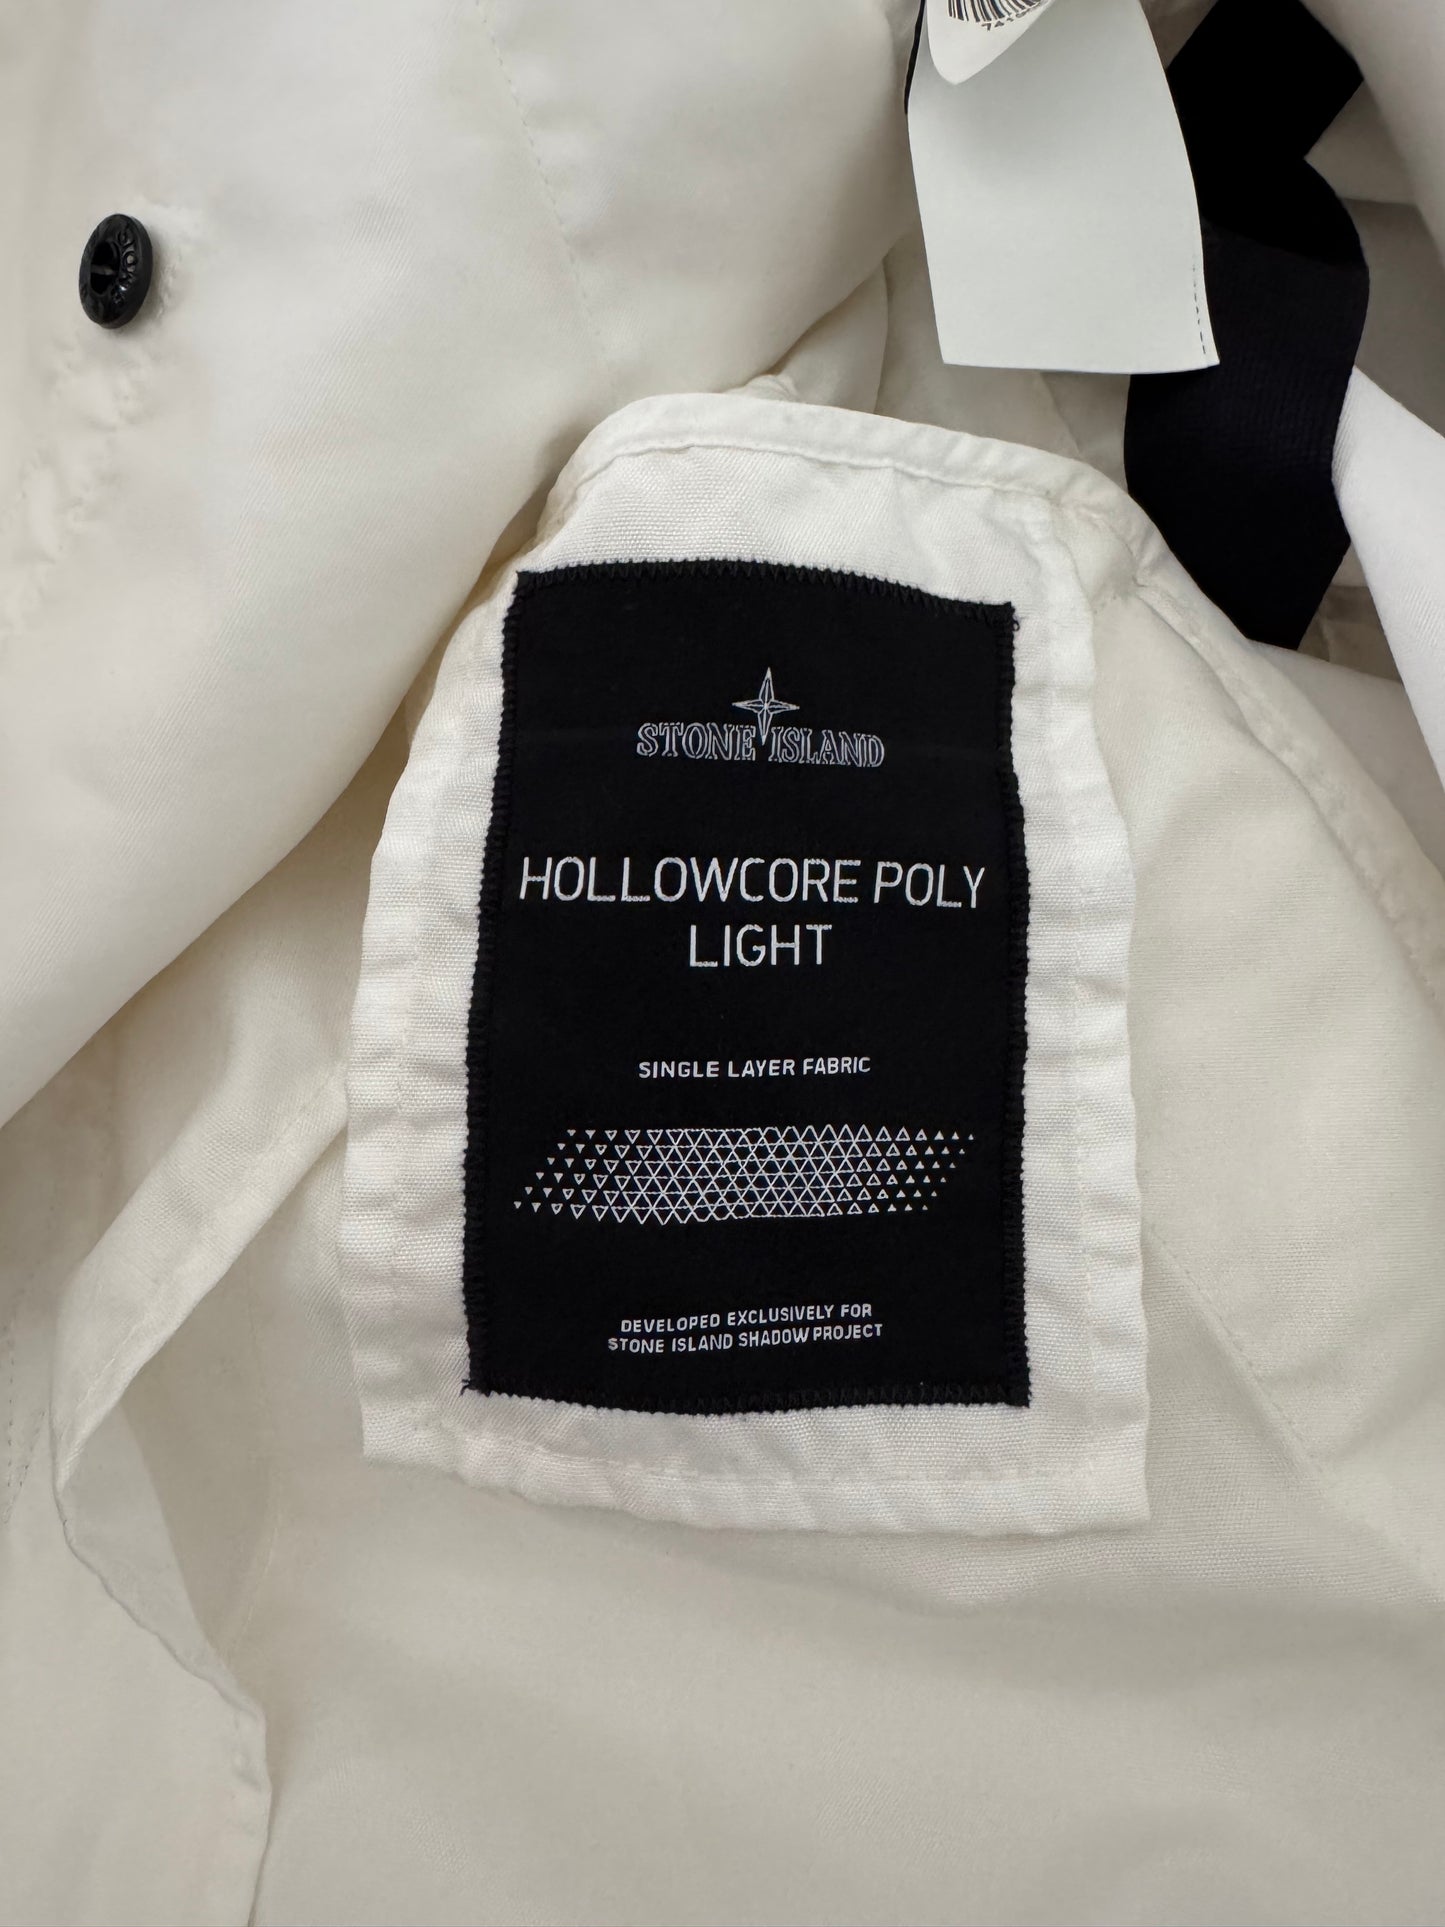 STONE ISLAND
HOLLOWCORE POLY
LIGHT
SINGLE LAYER FABRIC
DEVELOPED EXCLUSIVELY FOR
STONE ISLAND SHADOW PROJECT